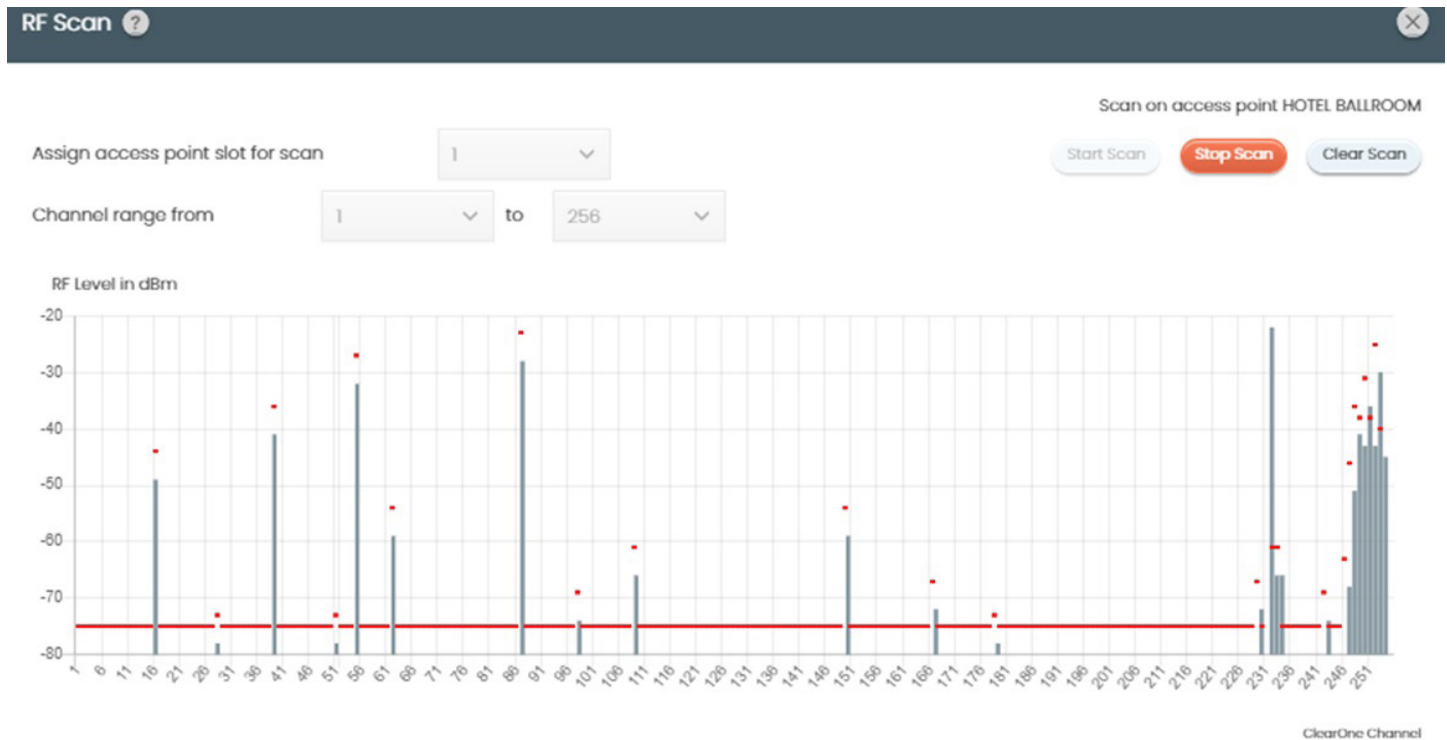 RF Scan ?
Scan on access point HOTEL BALLROOM
Assign access point slot for scan 1
Start Scan Stop Scan Clear Scan
Channel range from 1 to 256
RF Level in dBm
-20
-30
-40
-50
-60
-70
-80
1 6 11 16 21 26 31 36 41 46 51 56 61 66 71 76 81 86 91 96 101 106 111 116 121 126 131 136 141 146 151 156 161 166 171 176 181 186 191 196 201 206 211 216 221 226 231 236 241 246 251
ClearOne Channel